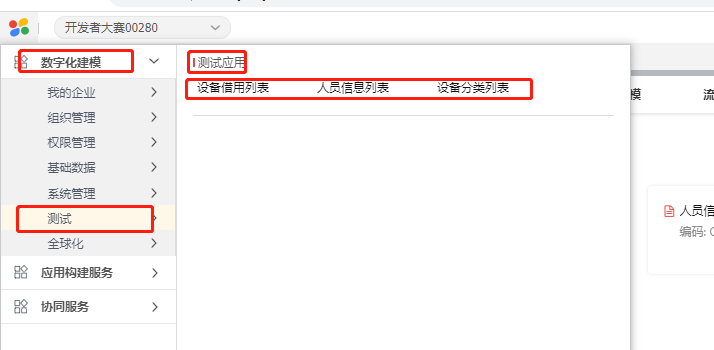 开发者大赛00280
数字化建模
我的企业
组织管理
权限管理
基础数据
系统管理
测试
全球化
应用构建服务
协同服务
测试应用
设备借用列表 人员信息列表 设备分类列表
模 流
人员信
编码: